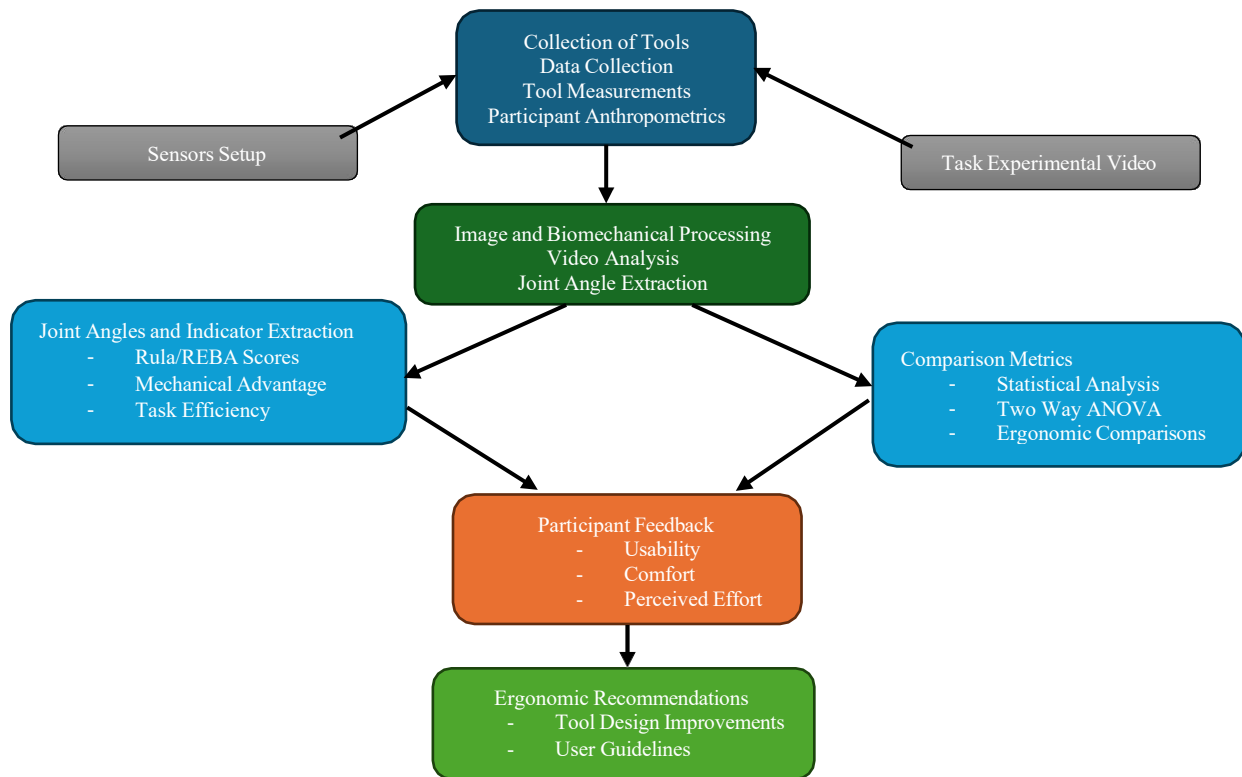 Collection of Tools
Data Collection
Tool Measurements
Participant Anthropometrics
Sensors Setup
Task Experimental Video
Image and Biomechanical Processing
Video Analysis
Joint Angle Extraction
Joint Angles and Indicator Extraction
- Rula/REBA Scores
- Mechanical Advantage
- Task Efficiency
Comparison Metrics
- Statistical Analysis
- Two Way ANOVA
- Ergonomic Comparisons
Participant Feedback
- Usability
- Comfort
- Perceived Effort
Ergonomic Recommendations
- Tool Design Improvements
- User Guidelines